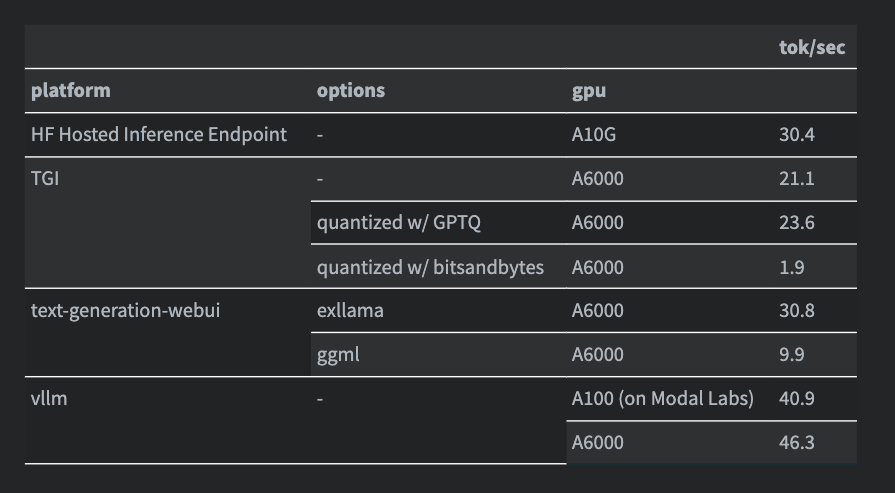 tok/sec
platform options gpu
HF Hosted Inference Endpoint - A10G 30.4
TGI - A6000 21.1
quantized w/ GPTQ A6000 23.6
quantized w/ bitsandbytes A6000 1.9
text-generation-webui exllama A6000 30.8
ggml A6000 9.9
vllm - A100 (on Modal Labs) 40.9
A6000 46.3